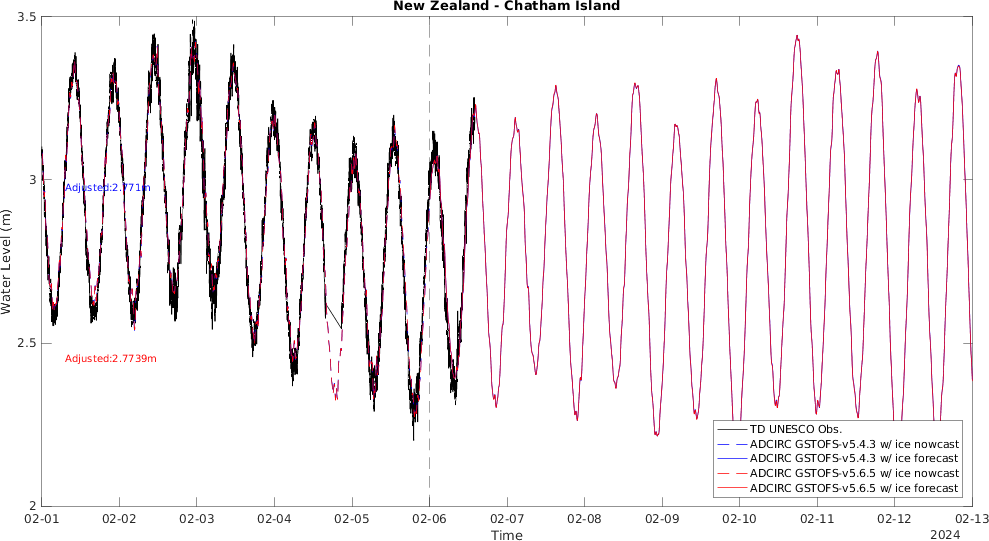 New Zealand - Chatham Island
3.5
3
2.5
2
Water Level (m)
Adjusted:2.771m
Adjusted:2.7739m
TD UNESCO Obs.
ADCIRC GSTOFS-v5.4.3 w/ ice nowcast
ADCIRC GSTOFS-v5.4.3 w/ ice forecast
ADCIRC GSTOFS-v5.6.5 w/ ice nowcast
ADCIRC GSTOFS-v5.6.5 w/ ice forecast
02-01 02-02 02-03 02-04 02-05 02-06 02-07 02-08 02-09 02-10 02-11 02-12 02-13
Time
2024